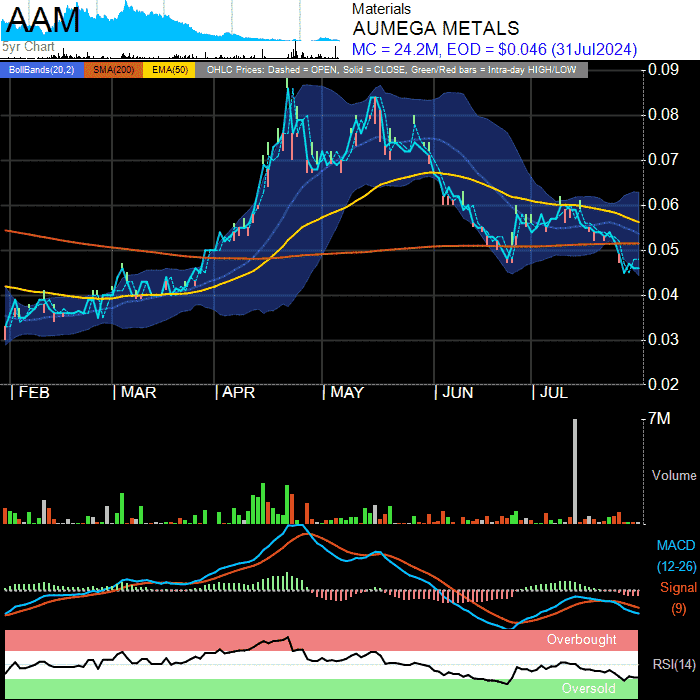 AAM
Materials
AUMEGA METALS
MC = 24.2M, EOD = $0.046 (31Jul2024)
5yr Chart
BollBands(20,2) SMA(200) EMA(50) OHLC Prices: Dashed = OPEN, Solid = CLOSE, Green/Red bars = Intra-day HIGH/LOW
0.09
0.08
0.07
0.06
0.05
0.04
0.03
0.02
FEB MAR APR MAY JUN JUL
7M
Volume
MACD
(12-26)
Signal
(9)
Overbought
RSI(14)
Oversold